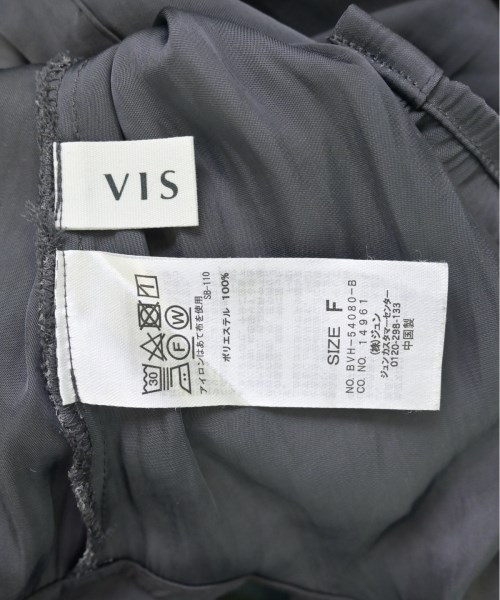 VIS
30
F
W
アイロンはあて布を使用
SB-110
ポリエステル 100%
SIZE F
NO. BVH-54080-B
CO. NO. 14961
(株)ジュン
ジュンカスタマーセンター
0120-298-133
中国製